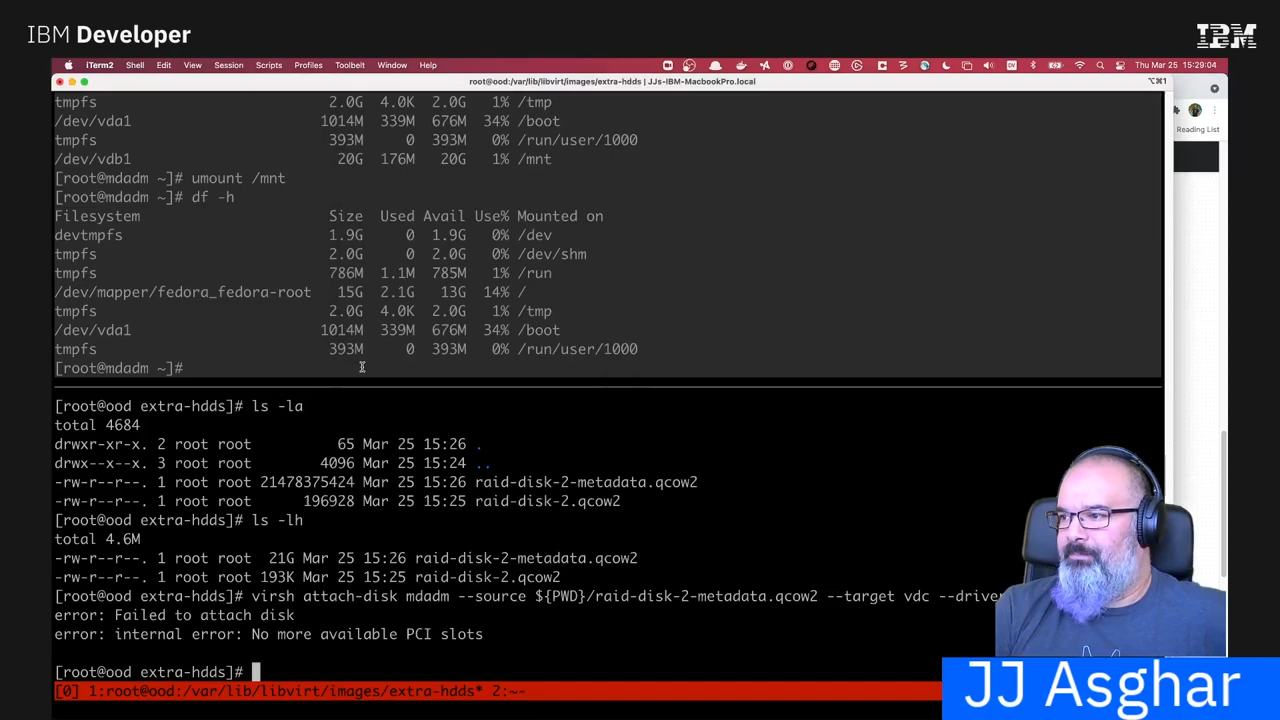 IBM Developer
IBM
iTerm2 Shell Edit View Session Scripts Profiles Toolbelt Window Help
Thu Mar 25 15:29:04
root@ood:/var/lib/libvirt/images/extra-hdds | JJs-IBM-MacbookPro.local
⌥⌘1
Reading List
tmpfs 2.0G 4.0K 2.0G 1% /tmp
/dev/vda1 1014M 339M 676M 34% /boot
tmpfs 393M 0 393M 0% /run/user/1000
/dev/vdb1 20G 176M 20G 1% /mnt
[root@mdadm ~]# umount /mnt
[root@mdadm ~]# df -h
Filesystem Size Used Avail Use% Mounted on
devtmpfs 1.9G 0 1.9G 0% /dev
tmpfs 2.0G 0 2.0G 0% /dev/shm
tmpfs 786M 1.1M 785M 1% /run
/dev/mapper/fedora_fedora-root 15G 2.1G 13G 14% /
tmpfs 2.0G 4.0K 2.0G 1% /tmp
/dev/vda1 1014M 339M 676M 34% /boot
tmpfs 393M 0 393M 0% /run/user/1000
[root@mdadm ~]#
[root@ood extra-hdds]# ls -la
total 4684
drwxr-xr-x. 2 root root 65 Mar 25 15:26 .
drwx--x--x. 3 root root 4096 Mar 25 15:24 ..
-rw-r--r--. 1 root root 21478375424 Mar 25 15:26 raid-disk-2-metadata.qcow2
-rw-r--r--. 1 root root 196928 Mar 25 15:25 raid-disk-2.qcow2
[root@ood extra-hdds]# ls -lh
total 4.6M
-rw-r--r--. 1 root root 21G Mar 25 15:26 raid-disk-2-metadata.qcow2
-rw-r--r--. 1 root root 193K Mar 25 15:25 raid-disk-2.qcow2
[root@ood extra-hdds]# virsh attach-disk mdadm --source ${PWD}/raid-disk-2-metadata.qcow2 --target vdc --driver
error: Failed to attach disk
error: internal error: No more available PCI slots
[root@ood extra-hdds]#
[0] 1:root@ood:/var/lib/libvirt/images/extra-hdds* 2:~-
JJ Asghar